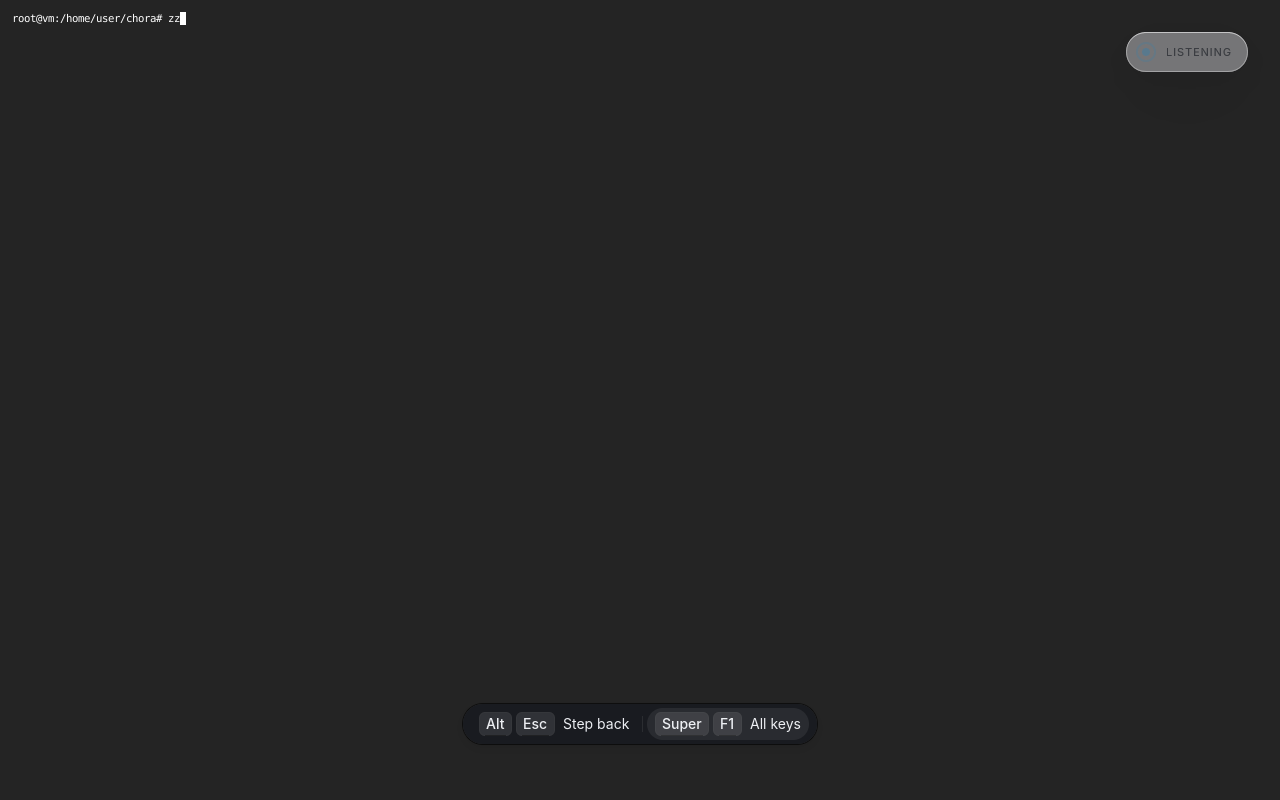 root@vm:/home/user/chora# zz
LISTENING
Alt Esc Step back Super F1 All keys